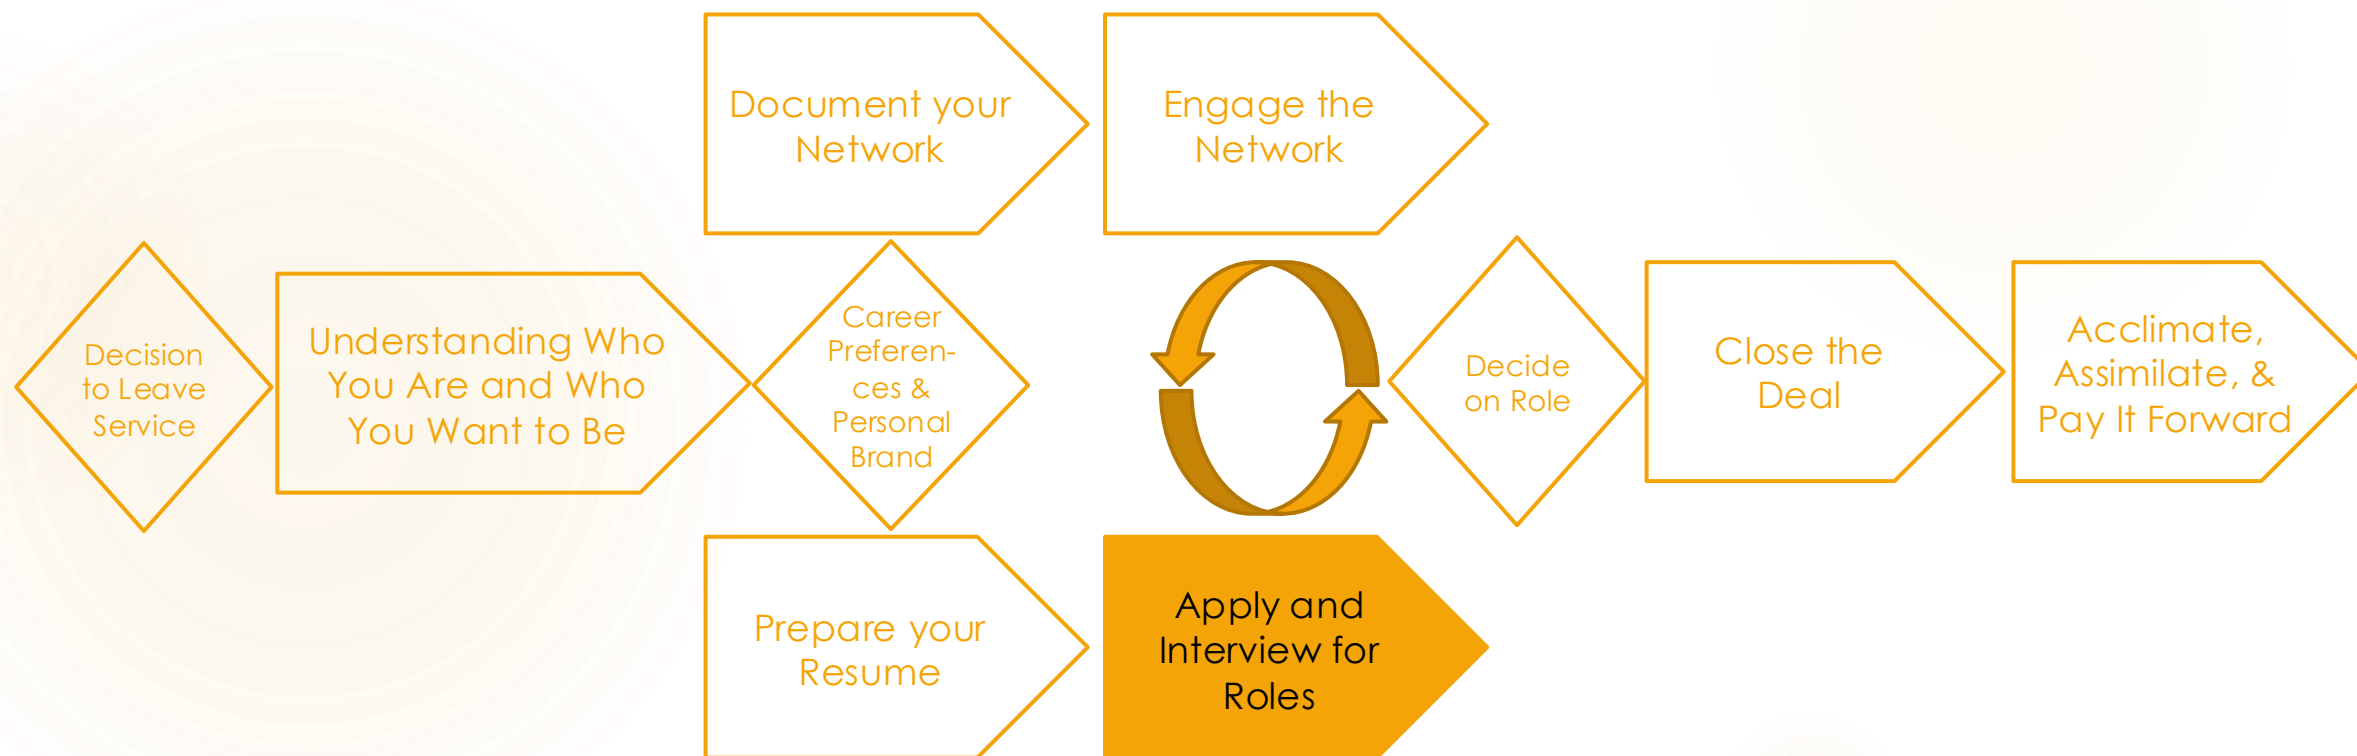 Document your
Network
Engage the
Network
Decision
to Leave
Service
Understanding Who
You Are and Who
You Want to Be
Career
Preferen-
ces &
Personal
Brand
Decide
on Role
Close the
Deal
Acclimate,
Assimilate, &
Pay It Forward
Prepare your
Resume
Apply and
Interview for
Roles